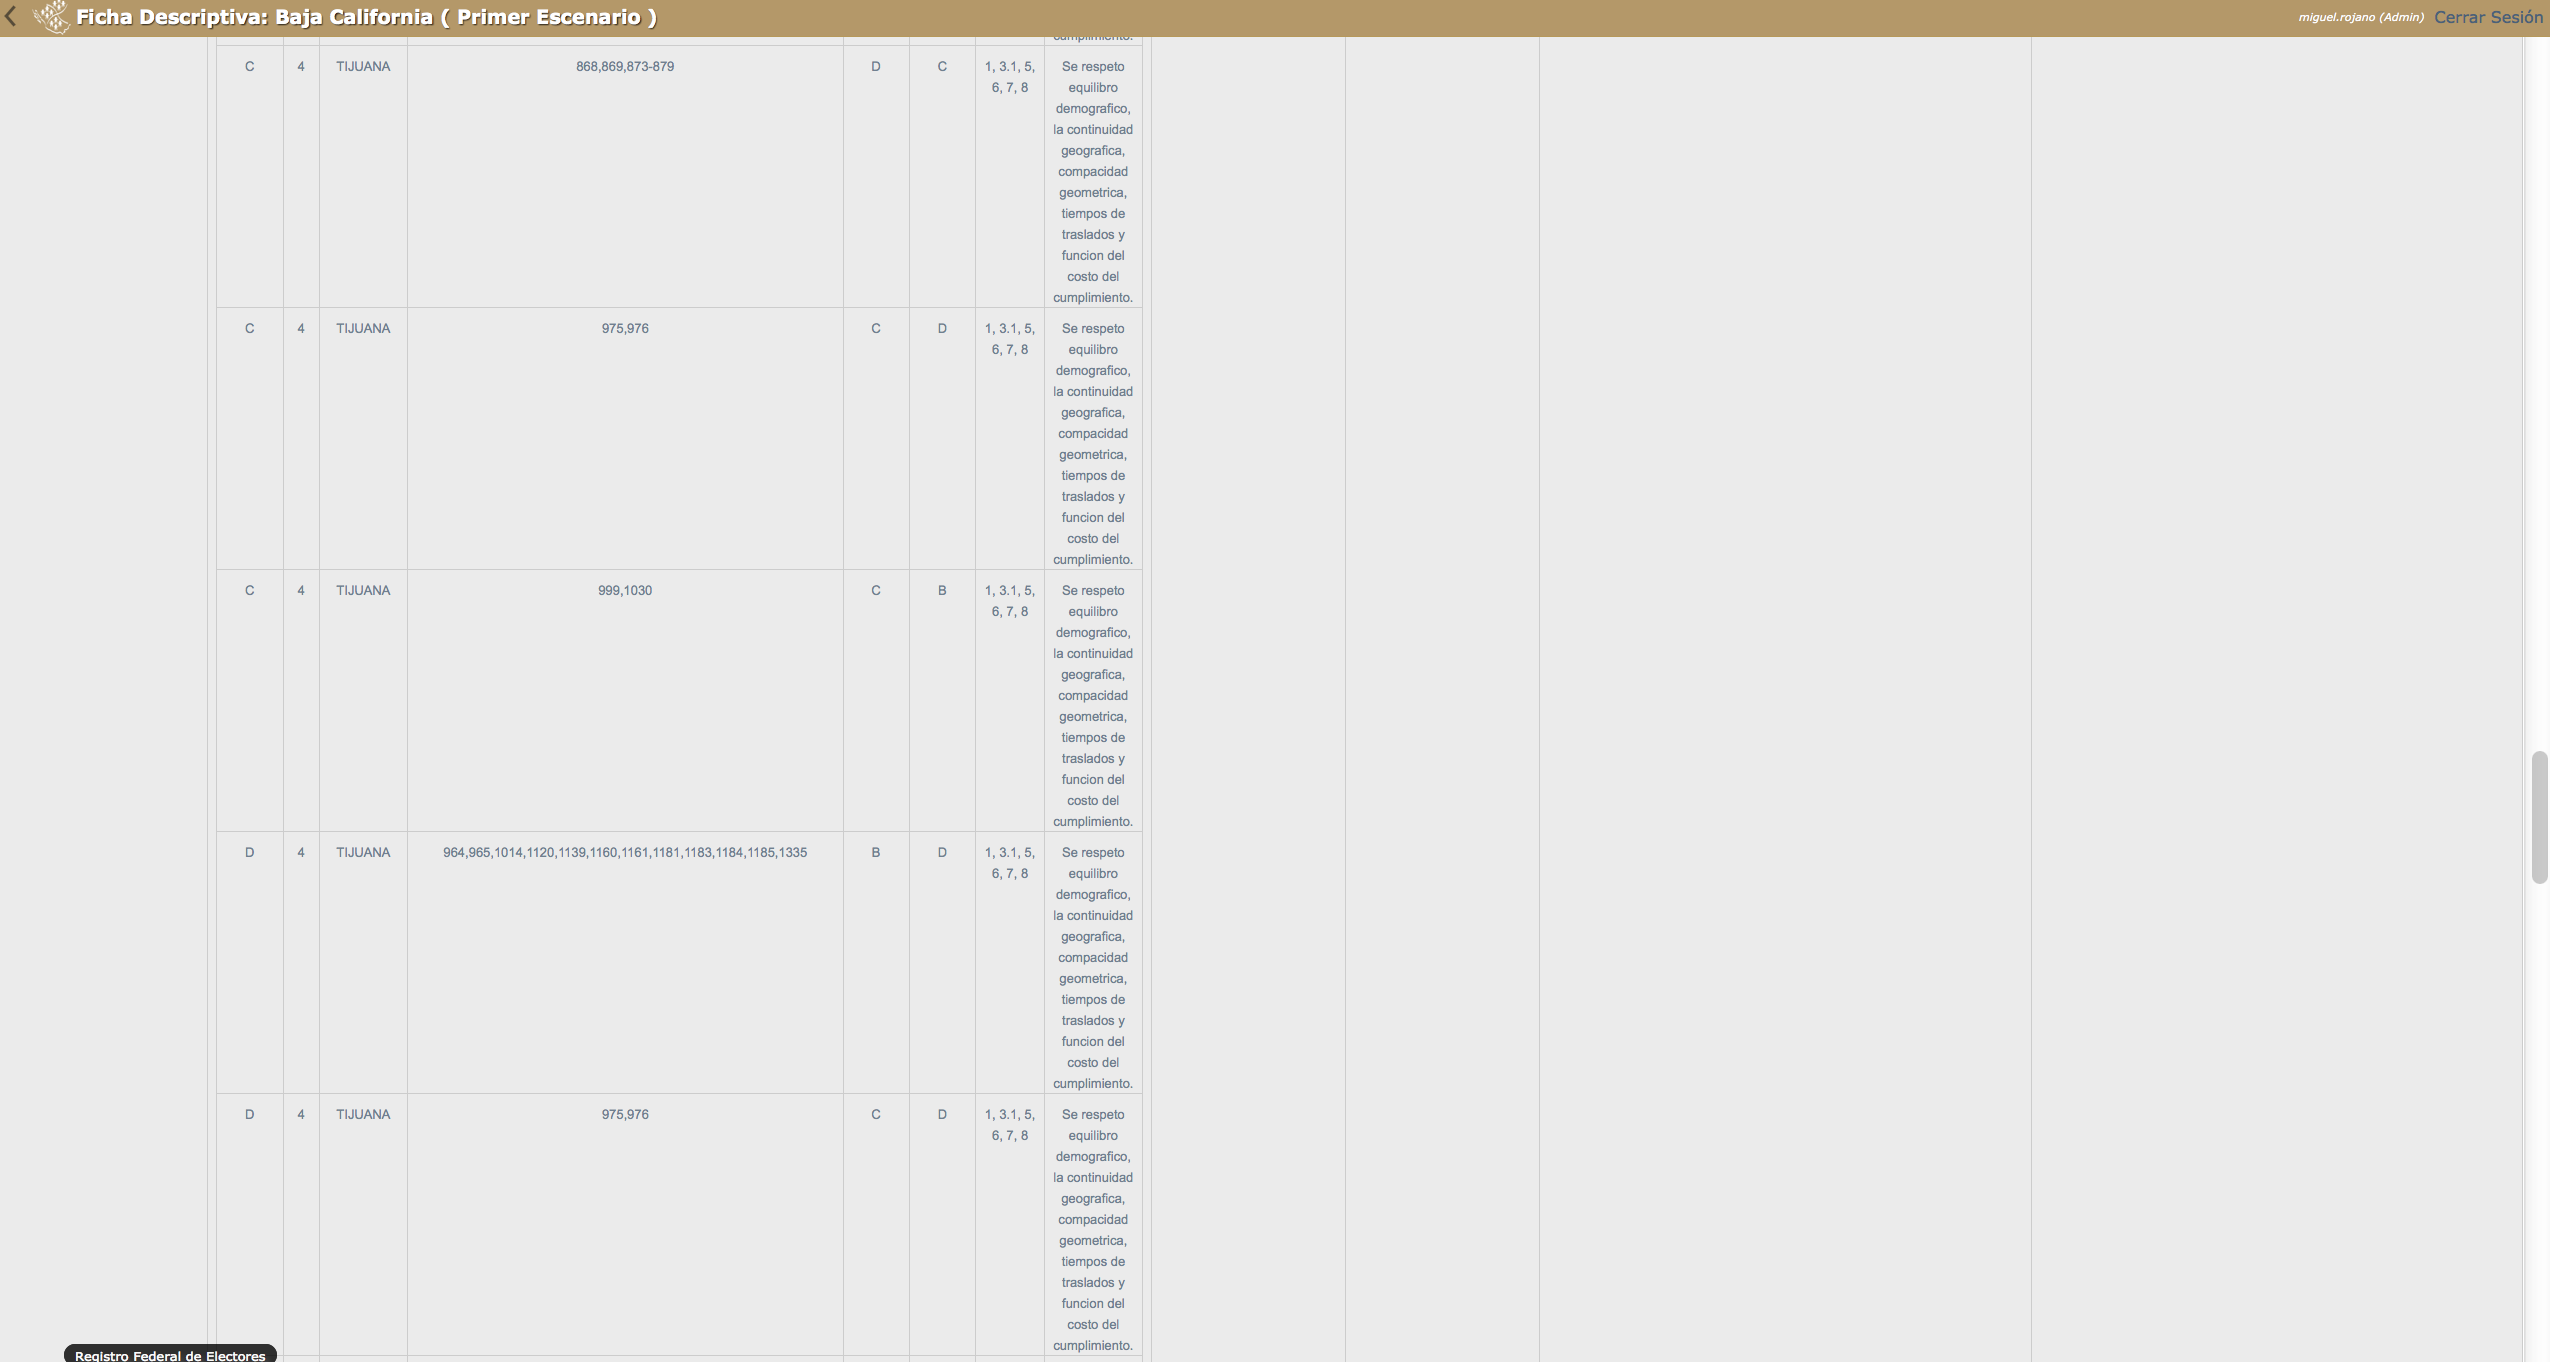 Ficha Descriptiva: Baja California ( Primer Escenario )
miguel.rojano (Admin) Cerrar Sesión
cumplimiento.
C 4 TIJUANA 868,869,873-879 D C 1, 3.1, 5, Se respeto
6, 7, 8 equilibro
demografico,
la continuidad
geografica,
compacidad
geometrica,
tiempos de
traslados y
funcion del
costo del
cumplimiento.
C 4 TIJUANA 975,976 C D 1, 3.1, 5, Se respeto
6, 7, 8 equilibro
demografico,
la continuidad
geografica,
compacidad
geometrica,
tiempos de
traslados y
funcion del
costo del
cumplimiento.
C 4 TIJUANA 999,1030 C B 1, 3.1, 5, Se respeto
6, 7, 8 equilibro
demografico,
la continuidad
geografica,
compacidad
geometrica,
tiempos de
traslados y
funcion del
costo del
cumplimiento.
D 4 TIJUANA 964,965,1014,1120,1139,1160,1161,1181,1183,1184,1185,1335 B D 1, 3.1, 5, Se respeto
6, 7, 8 equilibro
demografico,
la continuidad
geografica,
compacidad
geometrica,
tiempos de
traslados y
funcion del
costo del
cumplimiento.
D 4 TIJUANA 975,976 C D 1, 3.1, 5, Se respeto
6, 7, 8 equilibro
demografico,
la continuidad
geografica,
compacidad
geometrica,
tiempos de
traslados y
funcion del
costo del
cumplimiento.
Registro Federal de Electores